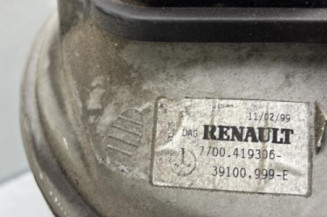 11/02/99
DAG RENAULT
7700.419306-
39100.999-E